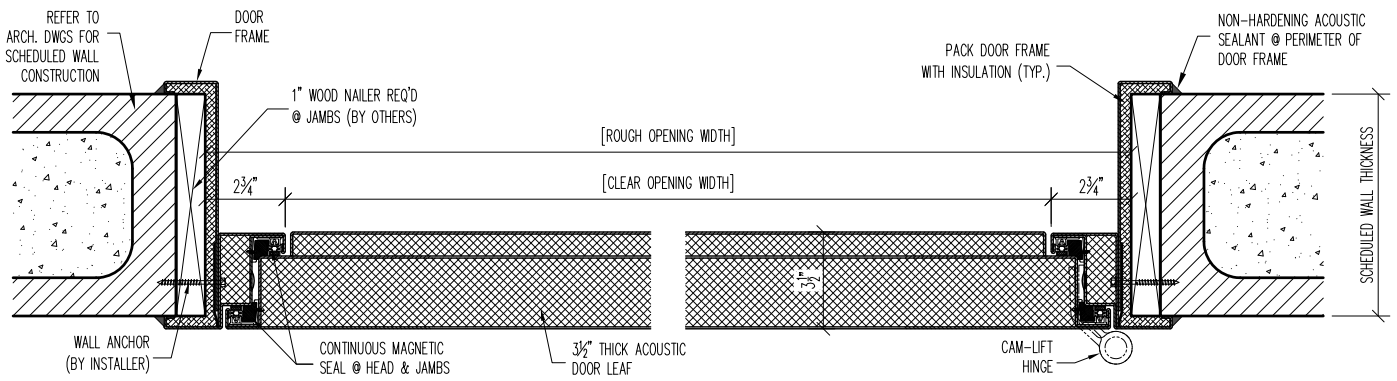 REFER TO
ARCH. DWGS FOR
SCHEDULED WALL
CONSTRUCTION
DOOR
FRAME
1" WOOD NAILER REQ'D
@ JAMBS (BY OTHERS)
PACK DOOR FRAME
WITH INSULATION (TYP.)
NON-HARDENING ACOUSTIC
SEALANT @ PERIMETER OF
DOOR FRAME
[ROUGH OPENING WIDTH]
2¾"
[CLEAR OPENING WIDTH]
2¾"
SCHEDULED WALL THICKNESS
3½"
WALL ANCHOR
(BY INSTALLER)
CONTINUOUS MAGNETIC
SEAL @ HEAD & JAMBS
3½" THICK ACOUSTIC
DOOR LEAF
CAM-LIFT
HINGE